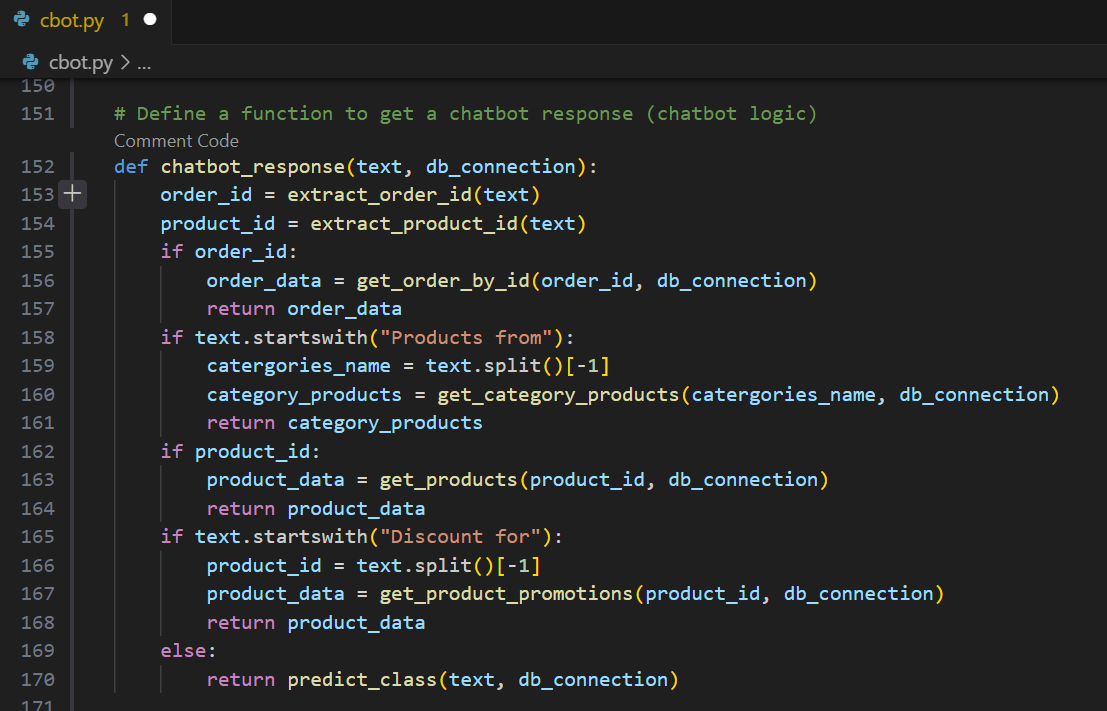 cbot.py 1
cbot.py > ...
150
151 # Define a function to get a chatbot response (chatbot logic)
Comment Code
152 def chatbot_response(text, db_connection):
153 order_id = extract_order_id(text)
154 product_id = extract_product_id(text)
155 if order_id:
156 order_data = get_order_by_id(order_id, db_connection)
157 return order_data
158 if text.startswith("Products from"):
159 catergories_name = text.split()[-1]
160 category_products = get_category_products(catergories_name, db_connection)
161 return category_products
162 if product_id:
163 product_data = get_products(product_id, db_connection)
164 return product_data
165 if text.startswith("Discount for"):
166 product_id = text.split()[-1]
167 product_data = get_product_promotions(product_id, db_connection)
168 return product_data
169 else:
170 return predict_class(text, db_connection)
171